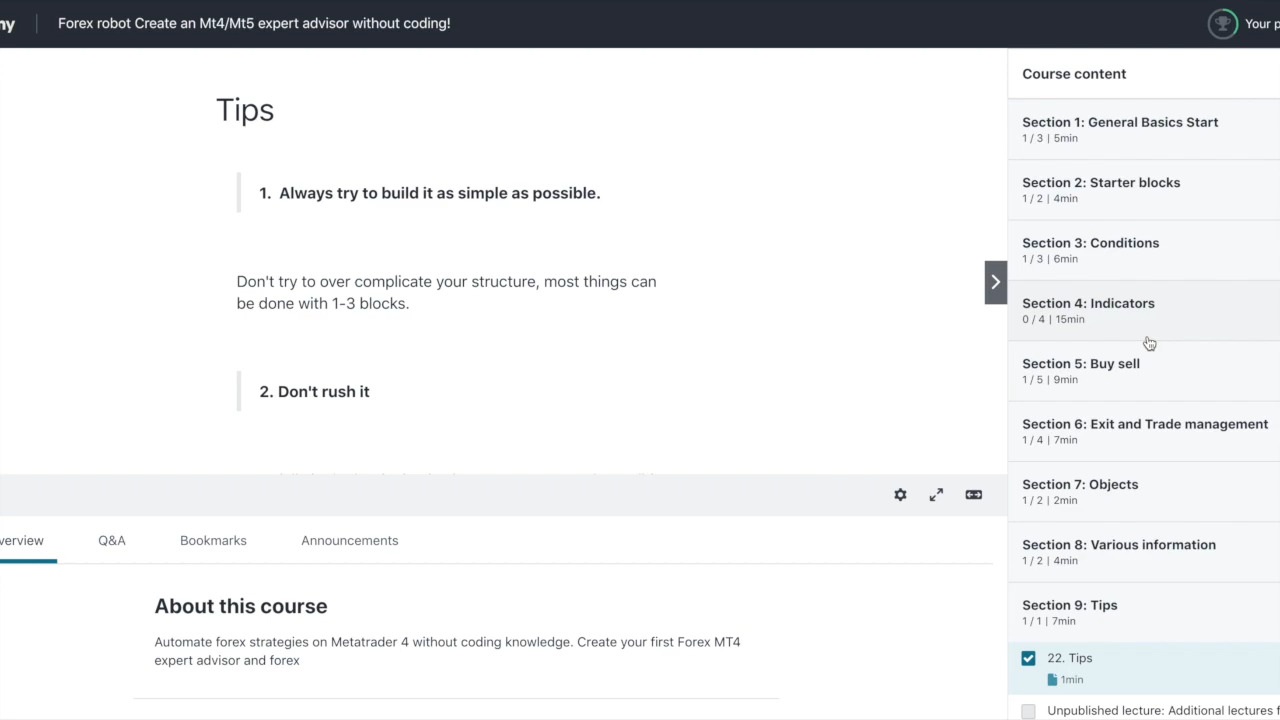 my
Forex robot Create an Mt4/Mt5 expert advisor without coding!
Your p
Tips
1. Always try to build it as simple as possible.
Don't try to over complicate your structure, most things can
be done with 1-3 blocks.
2. Don't rush it
verview
Q&A
Bookmarks
Announcements
About this course
Automate forex strategies on Metatrader 4 without coding knowledge. Create your first Forex MT4
expert advisor and forex
Course content
Section 1: General Basics Start
1 / 3 | 5min
Section 2: Starter blocks
1 / 2 | 4min
Section 3: Conditions
1 / 3 | 6min
Section 4: Indicators
0 / 4 | 15min
Section 5: Buy sell
1 / 5 | 9min
Section 6: Exit and Trade management
1 / 4 | 7min
Section 7: Objects
1 / 2 | 2min
Section 8: Various information
1 / 2 | 4min
Section 9: Tips
1 / 1 | 7min
22. Tips
1min
Unpublished lecture: Additional lectures f